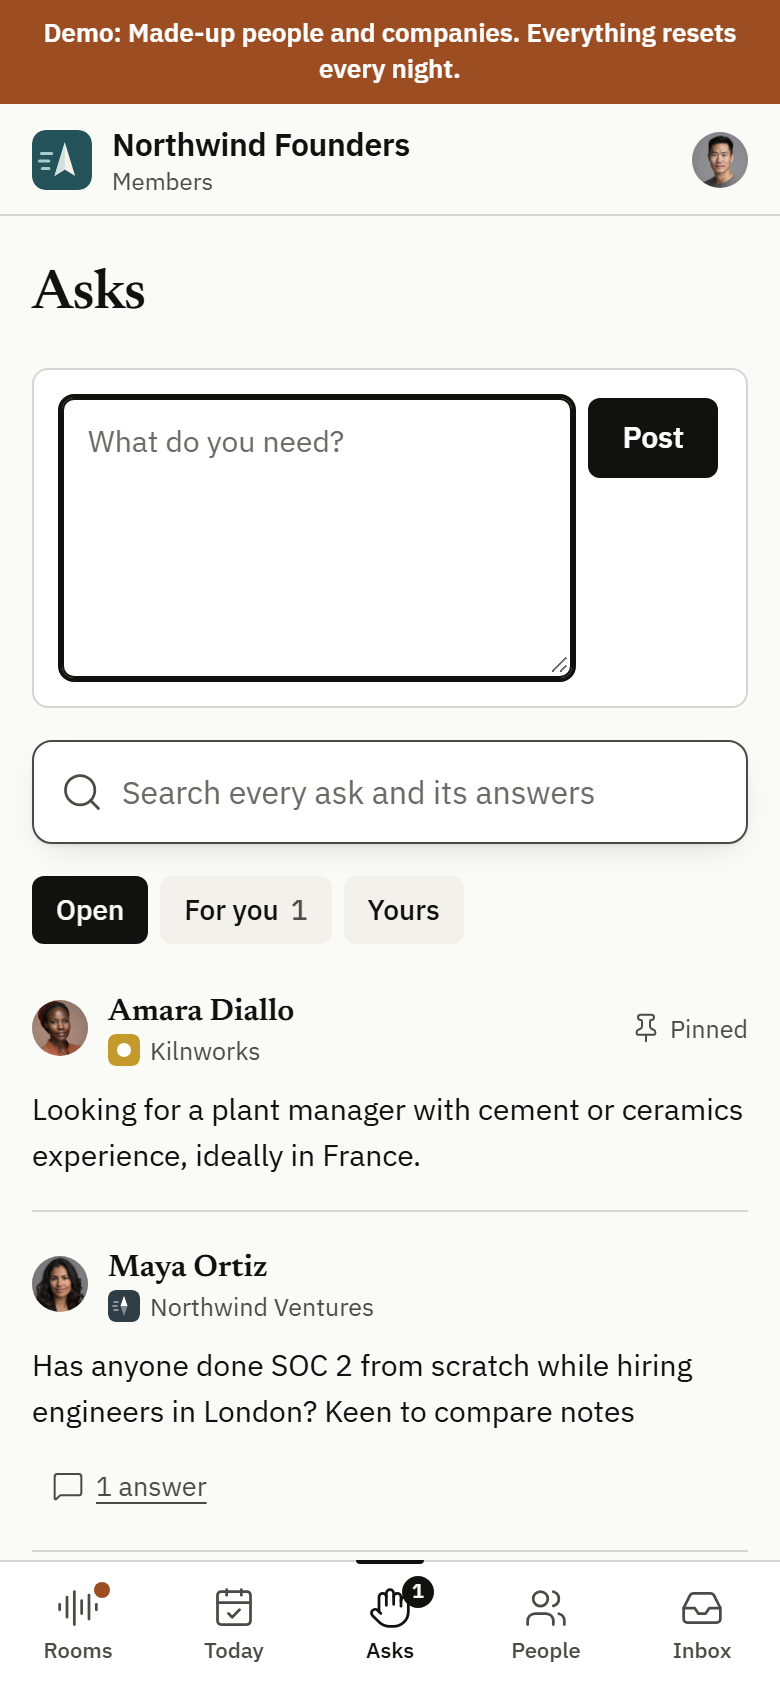 Demo: Made-up people and companies. Everything resets
every night.
Northwind Founders
Members
Asks
What do you need?
Post
Search every ask and its answers
Open
For you 1
Yours
Amara Diallo
Kilnworks
Pinned
Looking for a plant manager with cement or ceramics
experience, ideally in France.
Maya Ortiz
Northwind Ventures
Has anyone done SOC 2 from scratch while hiring
engineers in London? Keen to compare notes
1 answer
1
Rooms
Today
Asks
People
Inbox